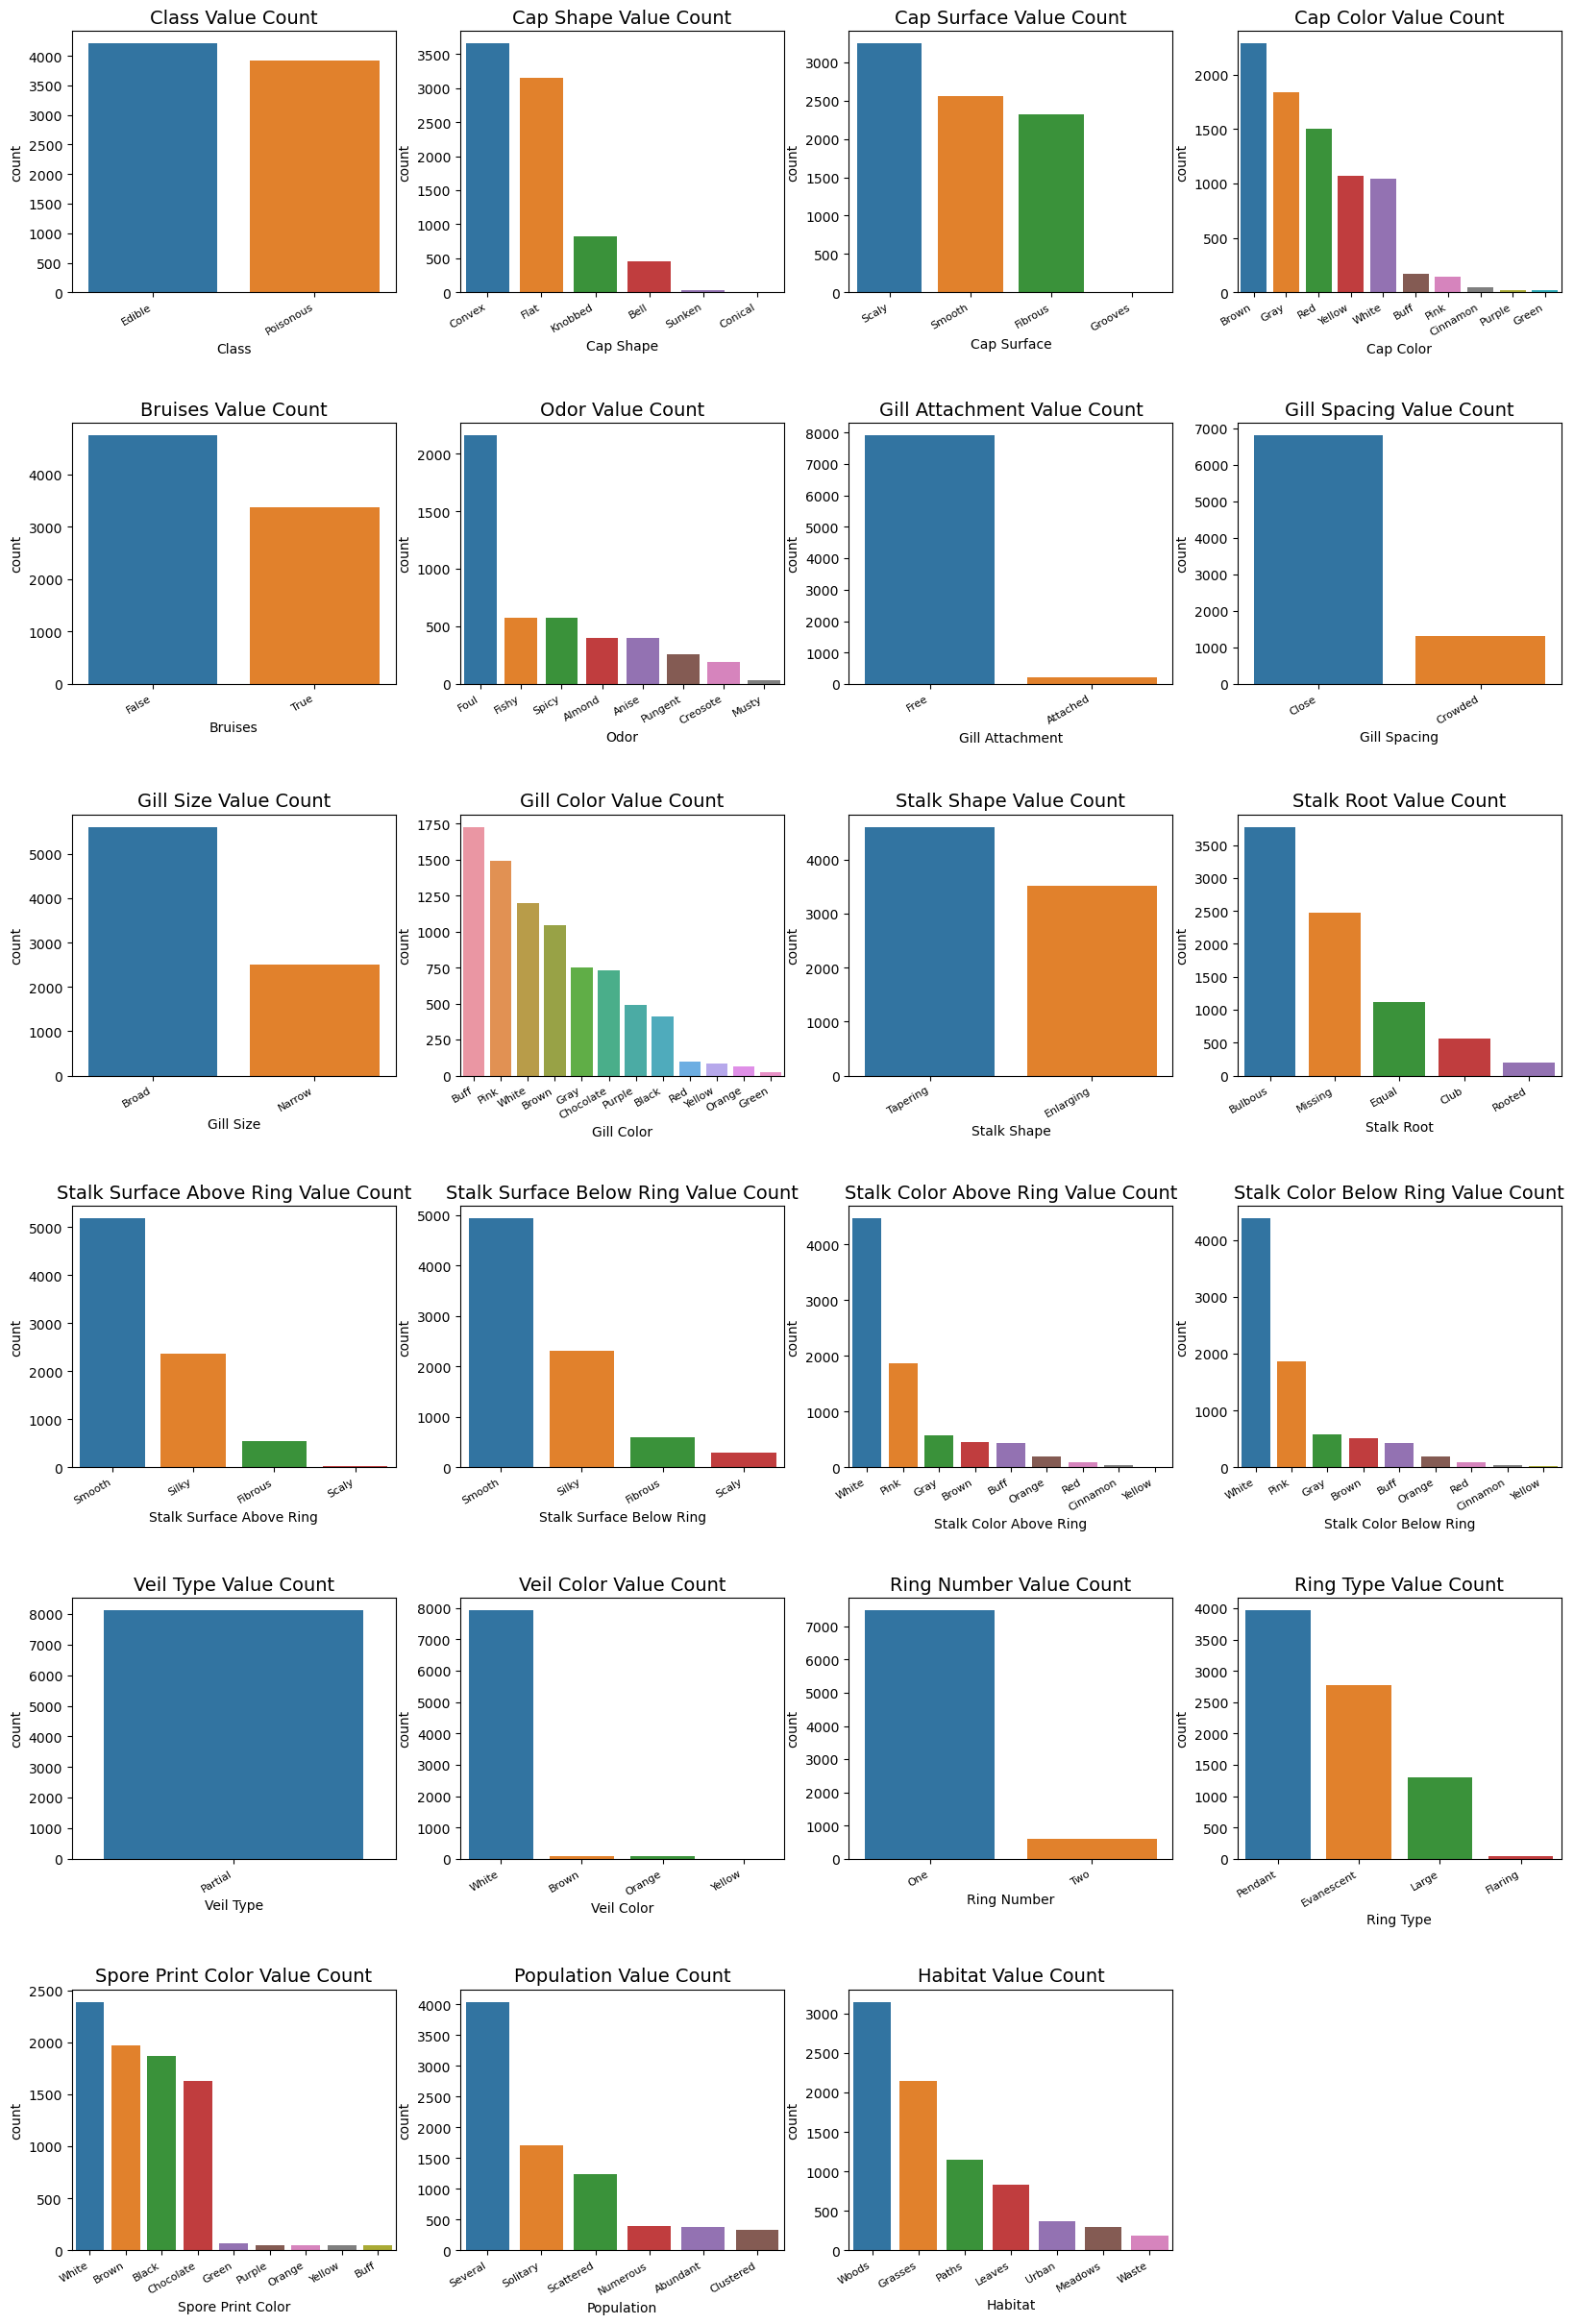 Class Value Count
4000
3500
3000
2500
2000
1500
1000
500
0
count
Edible
Poisonous
Class
Cap Shape Value Count
3500
3000
2500
2000
1500
1000
500
0
count
Convex
Flat
Knobbed
Bell
Sunken
Conical
Cap Shape
Cap Surface Value Count
3000
2500
2000
1500
1000
500
0
count
Scaly
Smooth
Fibrous
Grooves
Cap Surface
Cap Color Value Count
2000
1500
1000
500
0
count
Brown
Gray
Red
Yellow
White
Buff
Pink
Cinnamon
Purple
Green
Cap Color
Bruises Value Count
4000
3000
2000
1000
0
count
False
True
Bruises
Odor Value Count
2000
1500
1000
500
0
count
Foul
Fishy
Spicy
Almond
Anise
Pungent
Creosote
Musty
Odor
Gill Attachment Value Count
8000
7000
6000
5000
4000
3000
2000
1000
0
count
Free
Attached
Gill Attachment
Gill Spacing Value Count
7000
6000
5000
4000
3000
2000
1000
0
count
Close
Crowded
Gill Spacing
Gill Size Value Count
5000
4000
3000
2000
1000
0
count
Broad
Narrow
Gill Size
Gill Color Value Count
1750
1500
1250
1000
750
500
250
0
count
Buff
Pink
White
Brown
Gray
Chocolate
Purple
Black
Red
Yellow
Orange
Green
Gill Color
Stalk Shape Value Count
4000
3000
2000
1000
0
count
Tapering
Enlarging
Stalk Shape
Stalk Root Value Count
3500
3000
2500
2000
1500
1000
500
0
count
Bulbous
Missing
Equal
Club
Rooted
Stalk Root
Stalk Surface Above Ring Value Count
5000
4000
3000
2000
1000
0
count
Smooth
Silky
Fibrous
Scaly
Stalk Surface Above Ring
Stalk Surface Below Ring Value Count
5000
4000
3000
2000
1000
0
count
Smooth
Silky
Fibrous
Scaly
Stalk Surface Below Ring
Stalk Color Above Ring Value Count
4000
3000
2000
1000
0
count
White
Pink
Gray
Brown
Buff
Orange
Red
Cinnamon
Yellow
Stalk Color Above Ring
Stalk Color Below Ring Value Count
4000
3000
2000
1000
0
count
White
Pink
Gray
Brown
Buff
Orange
Red
Cinnamon
Yellow
Stalk Color Below Ring
Veil Type Value Count
8000
7000
6000
5000
4000
3000
2000
1000
0
count
Partial
Veil Type
Veil Color Value Count
8000
7000
6000
5000
4000
3000
2000
1000
0
count
White
Brown
Orange
Yellow
Veil Color
Ring Number Value Count
7000
6000
5000
4000
3000
2000
1000
0
count
One
Two
Ring Number
Ring Type Value Count
4000
3500
3000
2500
2000
1500
1000
500
0
count
Pendant
Evanescent
Large
Flaring
Ring Type
Spore Print Color Value Count
2500
2000
1500
1000
500
0
count
White
Brown
Black
Chocolate
Green
Purple
Orange
Yellow
Buff
Spore Print Color
Population Value Count
4000
3500
3000
2500
2000
1500
1000
500
0
count
Several
Solitary
Scattered
Numerous
Abundant
Clustered
Population
Habitat Value Count
3000
2500
2000
1500
1000
500
0
count
Woods
Grasses
Paths
Leaves
Urban
Meadows
Waste
Habitat